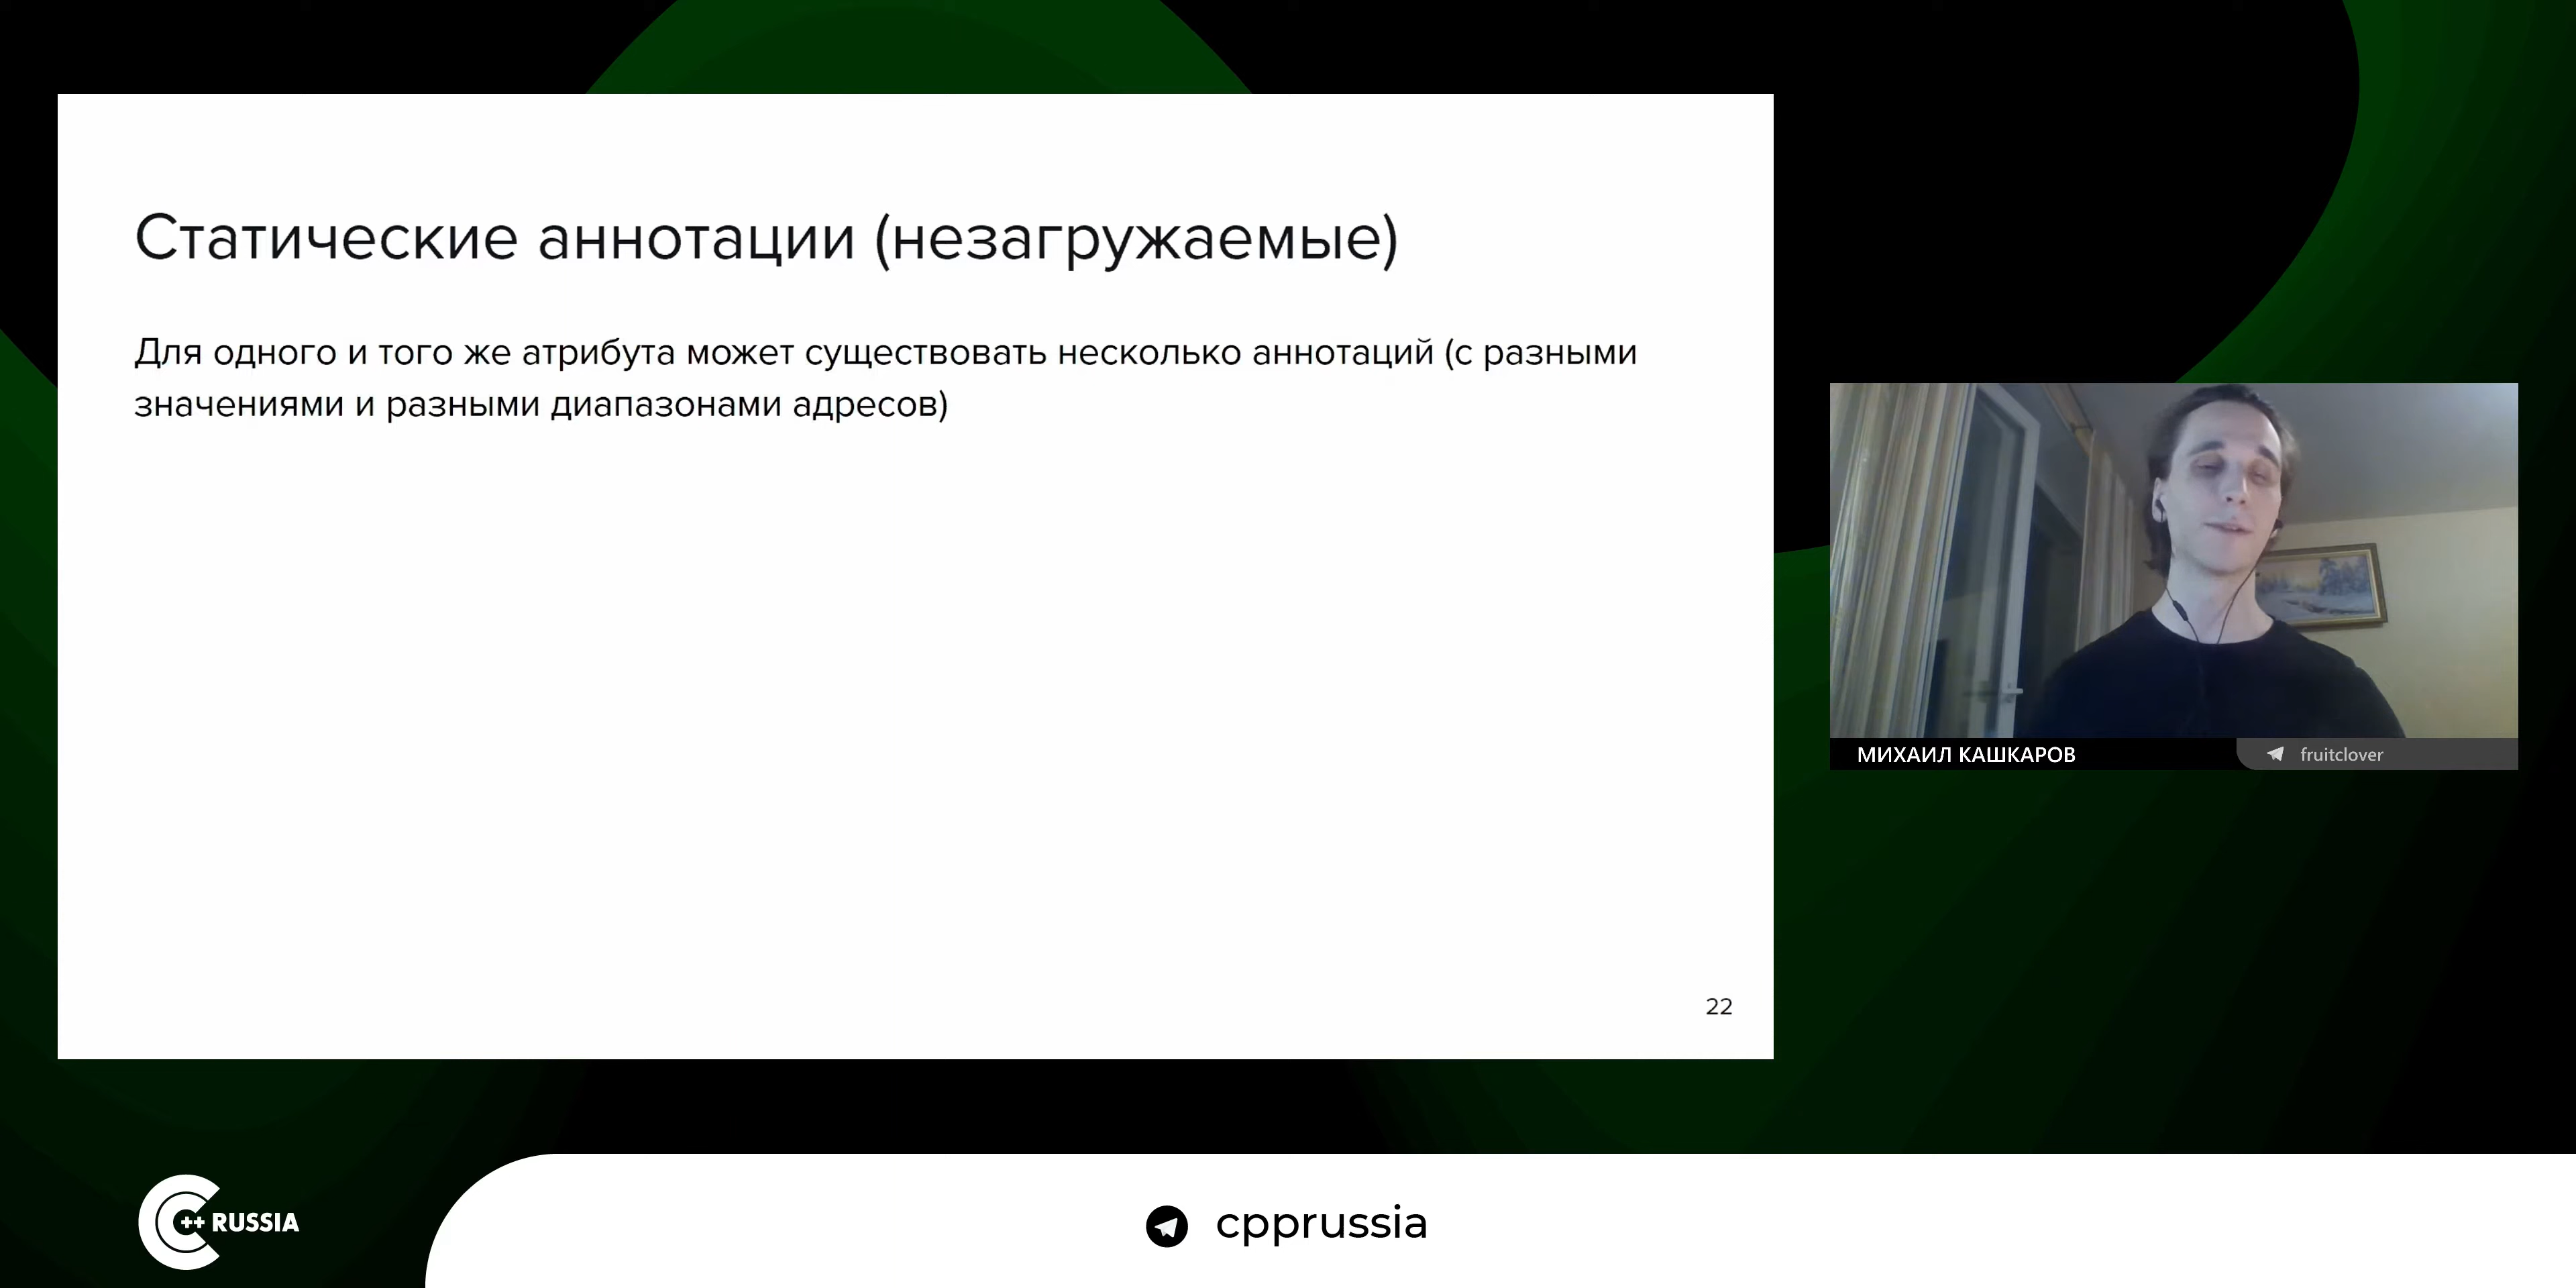 Статические аннотации (незагружаемые)
Для одного и того же атрибута может существовать несколько аннотаций (с разными
значениями и разными диапазонами адресов)
22
МИХАИЛ КАШКАРОВ
fruitclover
C++ RUSSIA
cpprussia